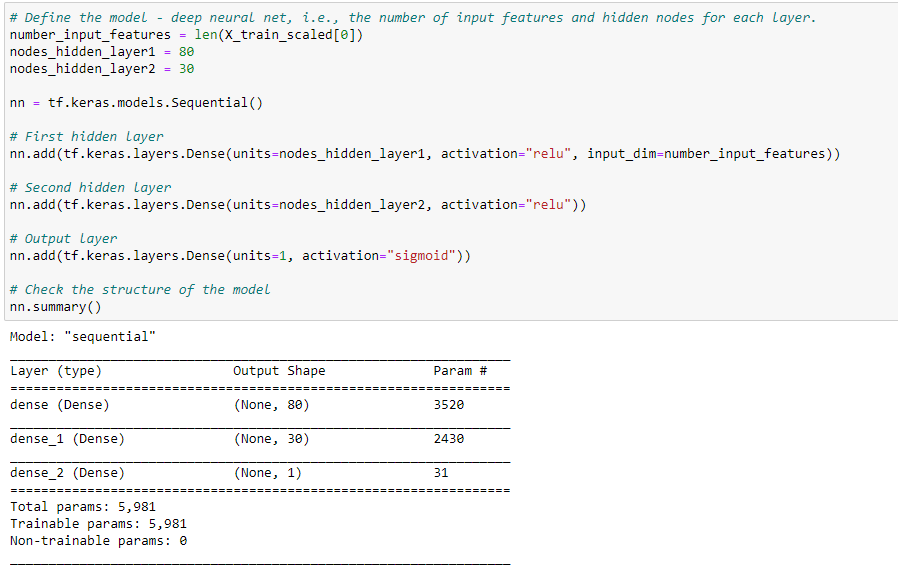 # Define the model - deep neural net, i.e., the number of input features and hidden nodes for each layer.
number_input_features = len(X_train_scaled[0])
nodes_hidden_layer1 = 80
nodes_hidden_layer2 = 30
nn = tf.keras.models.Sequential()
# First hidden layer
nn.add(tf.keras.layers.Dense(units=nodes_hidden_layer1, activation="relu", input_dim=number_input_features))
# Second hidden layer
nn.add(tf.keras.layers.Dense(units=nodes_hidden_layer2, activation="relu"))
# Output layer
nn.add(tf.keras.layers.Dense(units=1, activation="sigmoid"))
# Check the structure of the model
nn.summary()
Model: "sequential"
Layer (type) Output Shape Param #
dense (Dense) (None, 80) 3520
dense_1 (Dense) (None, 30) 2430
dense_2 (Dense) (None, 1) 31
Total params: 5,981
Trainable params: 5,981
Non-trainable params: 0